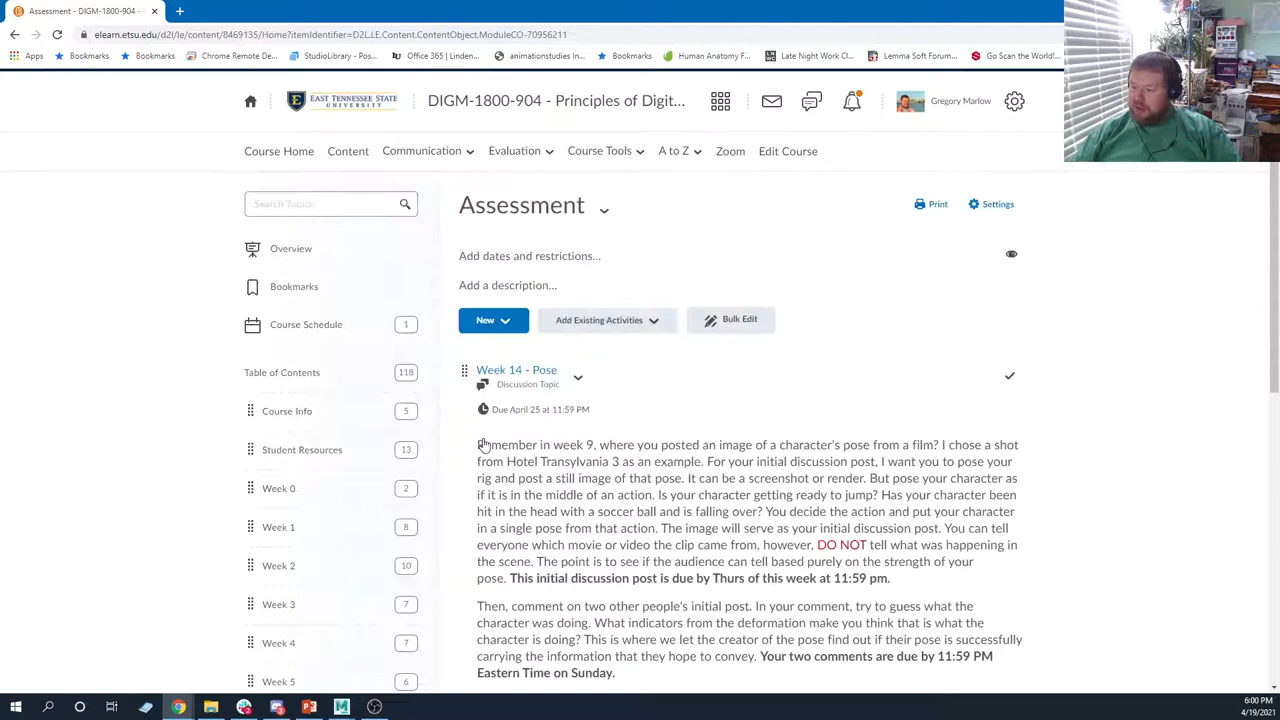 Assessment - DIGM-1800-904 -
elearn.etsu.edu/d2l/le/content/8469135/Home?itemIdentifier=D2L.LE.Content.ContentObject.ModuleCO-70956211
Apps Bookmarks Chrome Remote De... StudioLibrary - Pos... Office 365 | Linden... animationstudies In... Bookmarks Human Anatomy F... Late Night Work Cl... Lemma Soft Forum... Go Scan the World!...
EAST TENNESSEE STATE
UNIVERSITY
DIGM-1800-904 - Principles of Digit...
Gregory Marlow
Course Home Content Communication Evaluation Course Tools A to Z Zoom Edit Course
Search Topics
Assessment
Print Settings
Overview
Add dates and restrictions...
Bookmarks
Add a description...
Course Schedule 1
New Add Existing Activities Bulk Edit
Table of Contents 118
Week 14 - Pose
Discussion Topic
Course Info 5
Due April 25 at 11:59 PM
Student Resources 13
Week 0 2
Week 1 8
Week 2 10
Week 3 7
Week 4 7
Week 5 6
Remember in week 9, where you posted an image of a character's pose from a film? I chose a shot
from Hotel Transylvania 3 as an example. For your initial discussion post, I want you to pose your
rig and post a still image of that pose. It can be a screenshot or render. But pose your character as
if it is in the middle of an action. Is your character getting ready to jump? Has your character been
hit in the head with a soccer ball and is falling over? You decide the action and put your character
in a single pose from that action. The image will serve as your initial discussion post. You can tell
everyone which movie or video the clip came from, however, DO NOT tell what was happening in
the scene. The point is to see if the audience can tell based purely on the strength of your
pose. This initial discussion post is due by Thurs of this week at 11:59 pm.
Then, comment on two other people's initial post. In your comment, try to guess what the
character was doing. What indicators from the deformation make you think that is what the
character is doing? This is where we let the creator of the pose find out if their pose is successfully
carrying the information that they hope to convey. Your two comments are due by 11:59 PM
Eastern Time on Sunday.
6:00 PM
4/19/2021